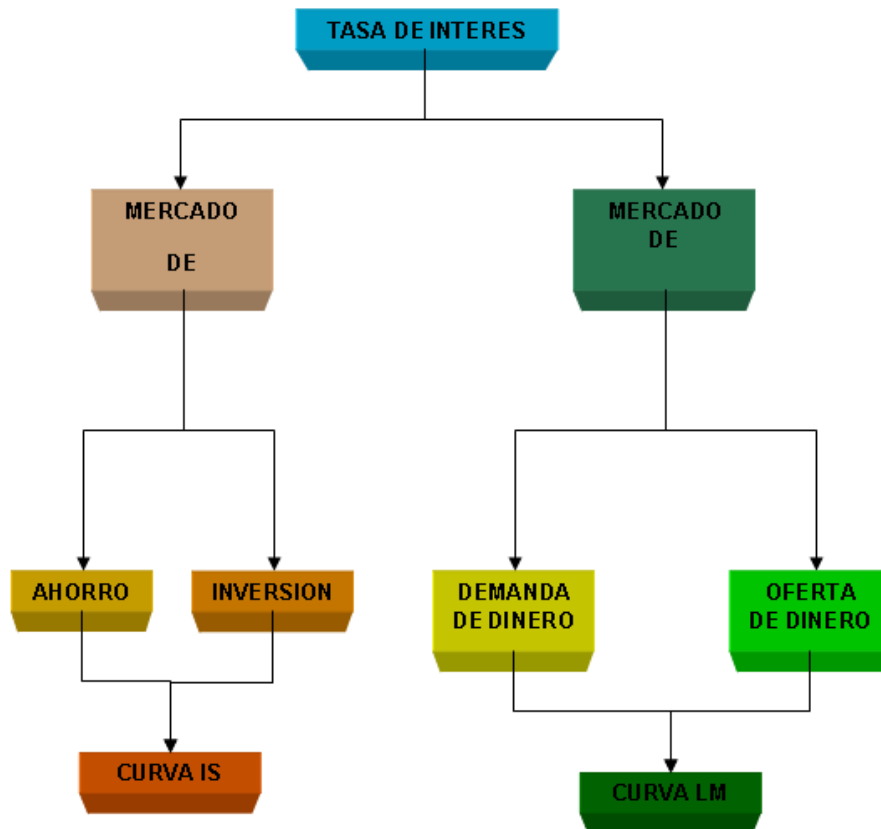 TASA DE INTERES
MERCADO
DE
MERCADO
DE
AHORRO
INVERSION
DEMANDA
DE DINERO
OFERTA
DE DINERO
CURVA IS
CURVA LM